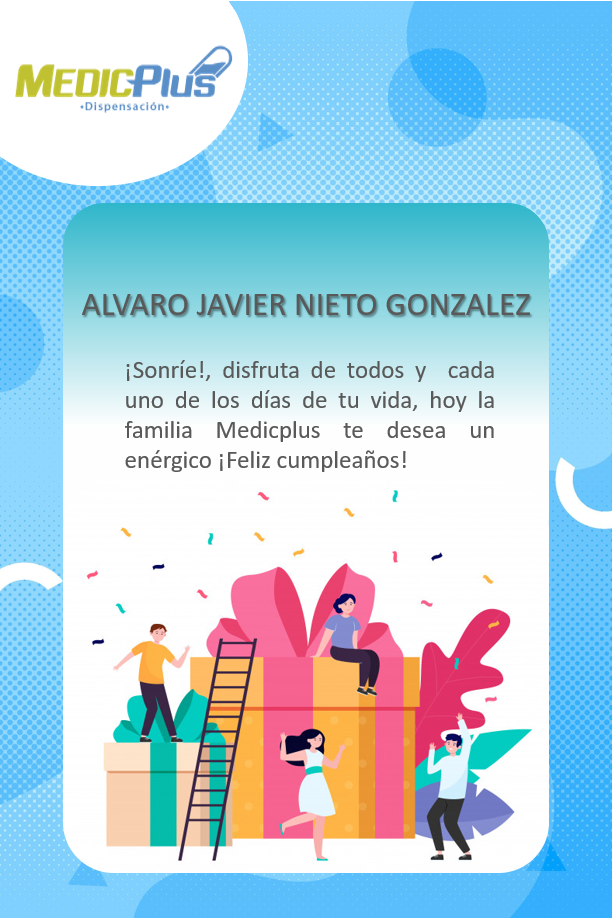 MEDICPlus
•Dispensación•
ALVARO JAVIER NIETO GONZALEZ
¡Sonríe!, disfruta de todos y cada
uno de los días de tu vida, hoy la
familia Medicplus te desea un
enérgico ¡Feliz cumpleaños!